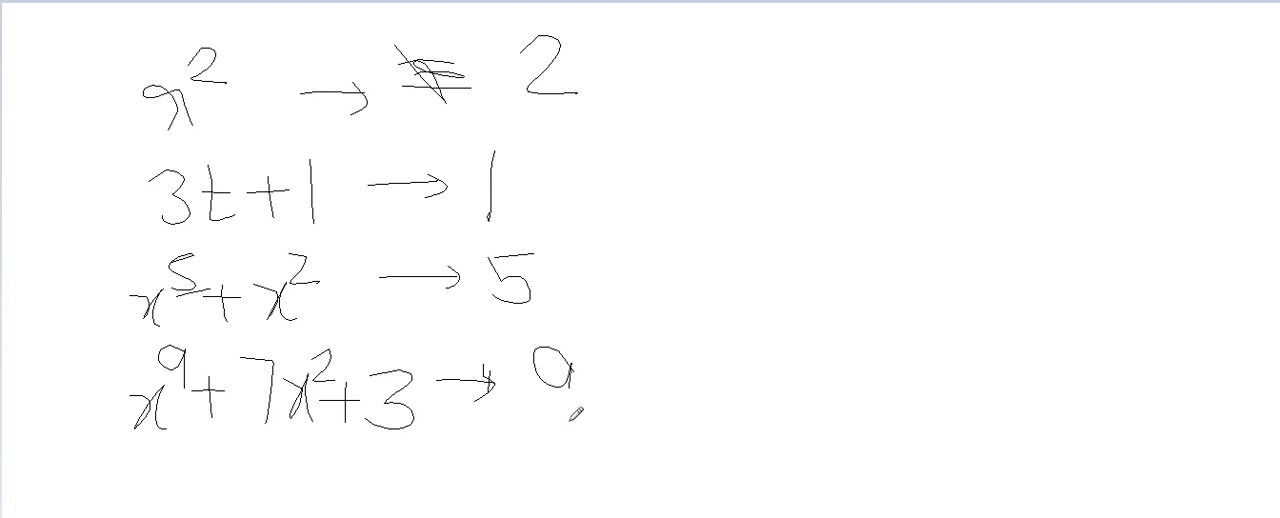 x² → 2
3t+1 → 1
x⁵+x² → 5
x⁹+7x²+3 → 9